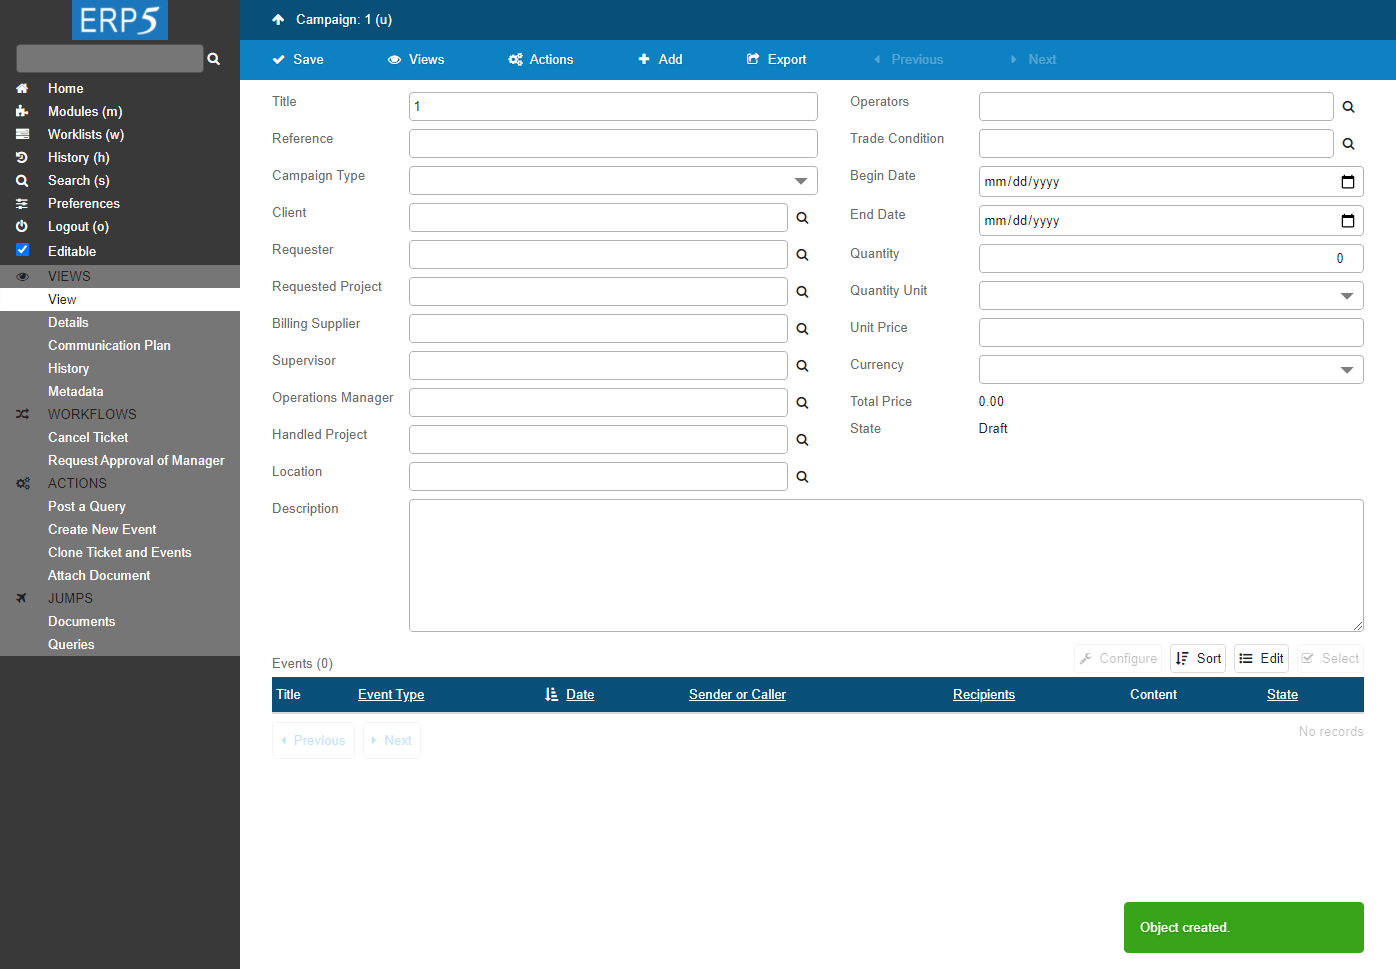 ERP5
Campaign: 1 (u)
Save
Views
Actions
Add
Export
Previous
Next
Home
Modules (m)
Worklists (w)
History (h)
Search (s)
Preferences
Logout (o)
Editable
VIEWS
View
Details
Communication Plan
History
Metadata
WORKFLOWS
Cancel Ticket
Request Approval of Manager
ACTIONS
Post a Query
Create New Event
Clone Ticket and Events
Attach Document
JUMPS
Documents
Queries
Title
1
Reference
Campaign Type
Client
Requester
Requested Project
Billing Supplier
Supervisor
Operations Manager
Handled Project
Location
Operators
Trade Condition
Begin Date
mm/dd/yyyy
End Date
mm/dd/yyyy
Quantity
0
Quantity Unit
Unit Price
Currency
Total Price
0.00
State
Draft
Description
Events (0)
Configure
Sort
Edit
Select
Title
Event Type
Date
Sender or Caller
Recipients
Content
State
Previous
Next
No records
Object created.